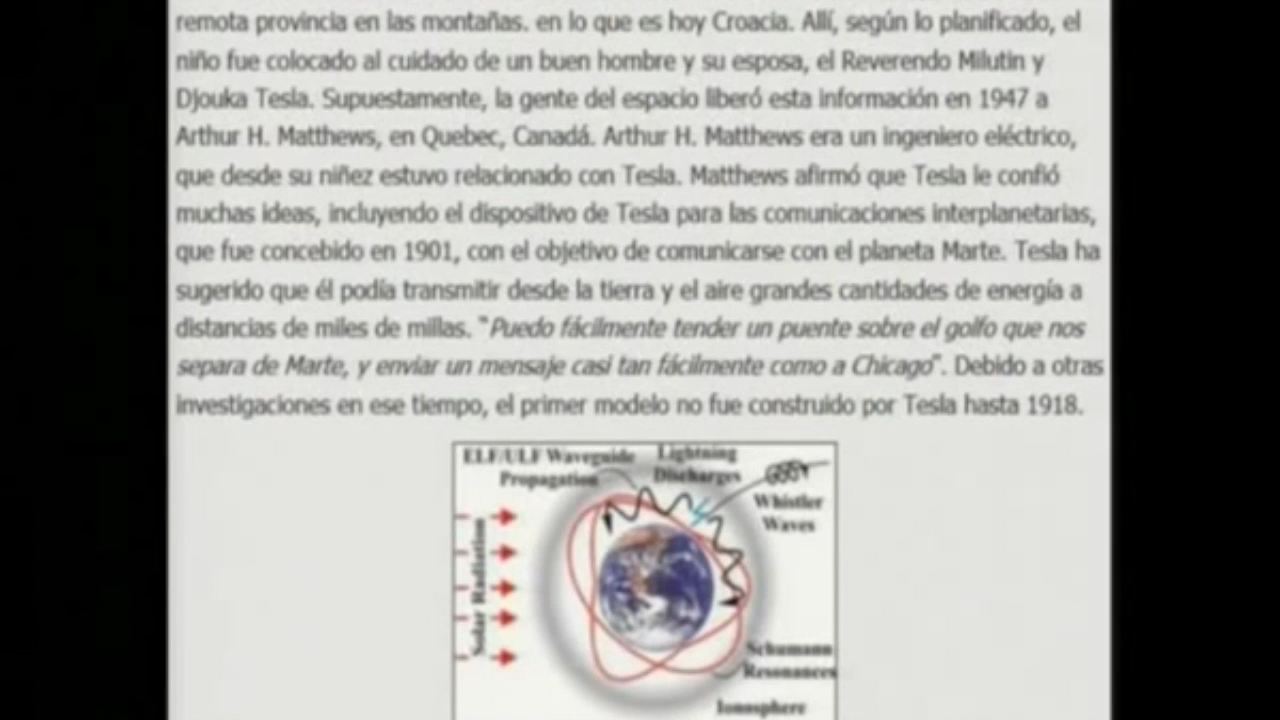 remota provincia en las montañas. en lo que es hoy Croacia. Allí, según lo planificado, el
niño fue colocado al cuidado de un buen hombre y su esposa, el Reverendo Milutin y
Djouka Tesla. Supuestamente, la gente del espacio liberó esta información en 1947 a
Arthur H. Matthews, en Quebec, Canadá. Arthur H. Matthews era un ingeniero eléctrico,
que desde su niñez estuvo relacionado con Tesla. Matthews afirmó que Tesla le confió
muchas ideas, incluyendo el dispositivo de Tesla para las comunicaciones interplanetarias,
que fue concebido en 1901, con el objetivo de comunicarse con el planeta Marte. Tesla ha
sugerido que él podía transmitir desde la tierra y el aire grandes cantidades de energía a
distancias de miles de millas. "Puedo fácilmente tender un puente sobre el golfo que nos
separa de Marte, y enviar un mensaje casi tan fácilmente como a Chicago". Debido a otras
investigaciones en ese tiempo, el primer modelo no fue construido por Tesla hasta 1918.
ELF/ULF Waveguide
Propagation
Lightning
Discharges
Whistler
Waves
Solar Radiation
Schumann
Resonances
Ionosphere